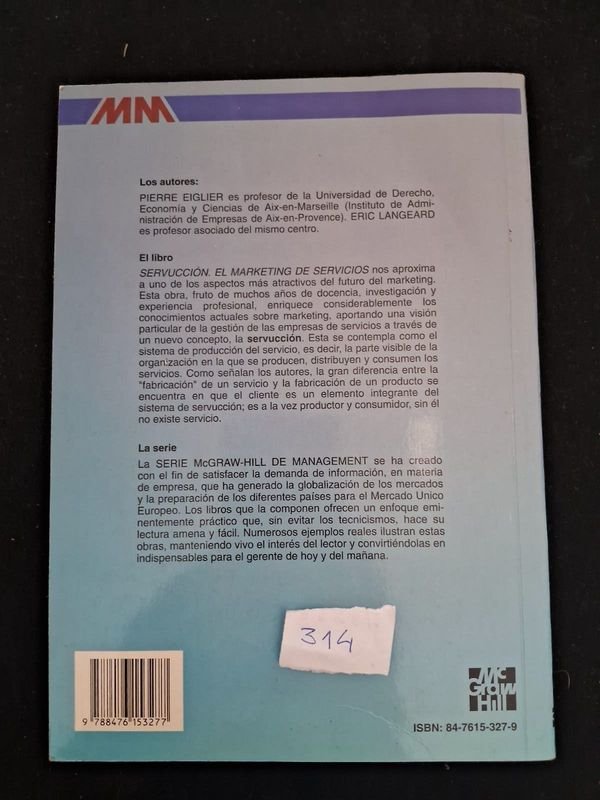 MM
Los autores:
PIERRE EIGLIER es profesor de la Universidad de Derecho,
Economía y Ciencias de Aix-en-Marseille (Instituto de Admi-
nistración de Empresas de Aix-en-Provence). ERIC LANGEARD
es profesor asociado del mismo centro.
El libro
SERVUCCIÓN. EL MARKETING DE SERVICIOS nos aproxima
a uno de los aspectos más atractivos del futuro del marketing.
Esta obra, fruto de muchos años de docencia, investigación y
experiencia profesional, enriquece considerablemente los
conocimientos actuales sobre marketing, aportando una visión
particular de la gestión de las empresas de servicios a través de
un nuevo concepto, la servucción. Esta se contempla como el
sistema de producción del servicio, es decir, la parte visible de la
organización en la que se producen, distribuyen y consumen los
servicios. Como señalan los autores, la gran diferencia entre la
"fabricación" de un servicio y la fabricación de un producto se
encuentra en que el cliente es un elemento integrante del
sistema de servucción; es a la vez productor y consumidor, sin él
no existe servicio.
La serie
La SERIE McGRAW-HILL DE MANAGEMENT se ha creado
con el fin de satisfacer la demanda de información, en materia
de empresa, que ha generado la globalización de los mercados
y la preparación de los diferentes países para el Mercado Unico
Europeo. Los libros que la componen ofrecen un enfoque emi-
nentemente práctico que, sin evitar los tecnicismos, hace su
lectura amena y fácil. Numerosos ejemplos reales ilustran estas
obras, manteniendo vivo el interés del lector y convirtiéndolas en
indispensables para el gerente de hoy y del mañana.
314
9 788476 153277
Mc
Graw
Hill
ISBN: 84-7615-327-9